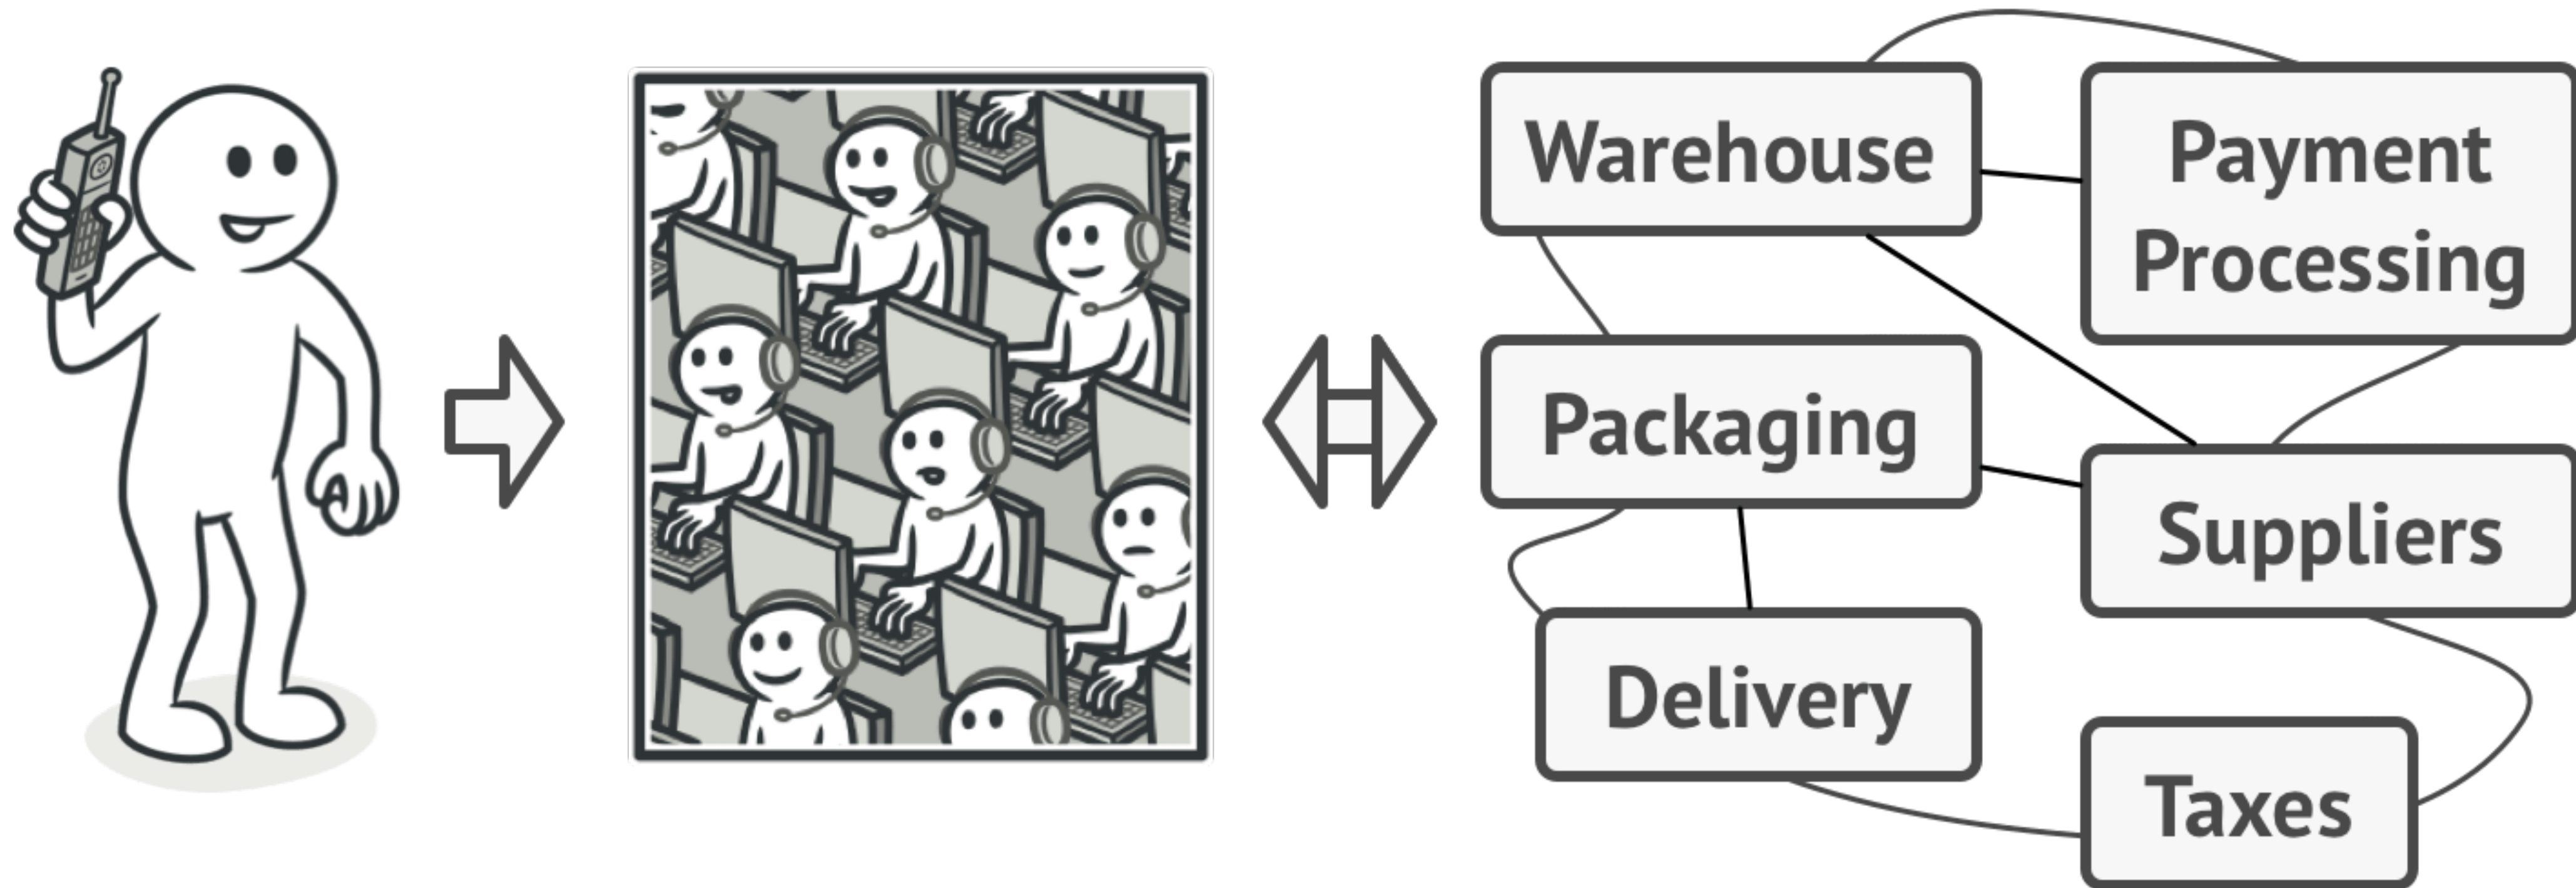 Warehouse
Payment
Processing
Packaging
Suppliers
Delivery
Taxes